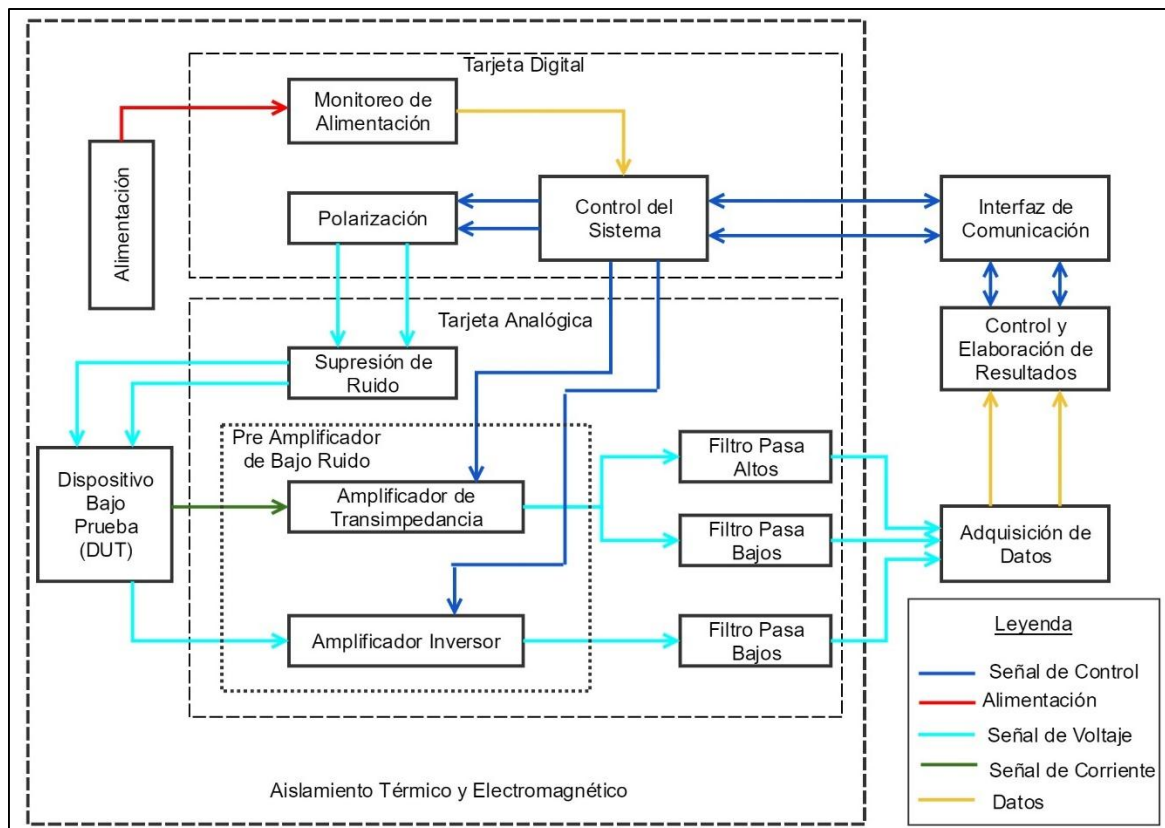 Tarjeta Digital
Monitoreo de
Alimentación
Alimentación
Polarización
Control del
Sistema
Interfaz de
Comunicación
Tarjeta Analógica
Supresión de
Ruido
Control y
Elaboración de
Resultados
Pre Amplificador
de Bajo Ruido
Dispositivo
Bajo
Prueba
(DUT)
Amplificador de
Transimpedancia
Filtro Pasa
Altos
Filtro Pasa
Bajos
Adquisición de
Datos
Amplificador Inversor
Filtro Pasa
Bajos
Aislamiento Térmico y Electromagnético
Leyenda
Señál de Control
Alimentación
Señál de Voltaje
Señál de Corriente
Datos